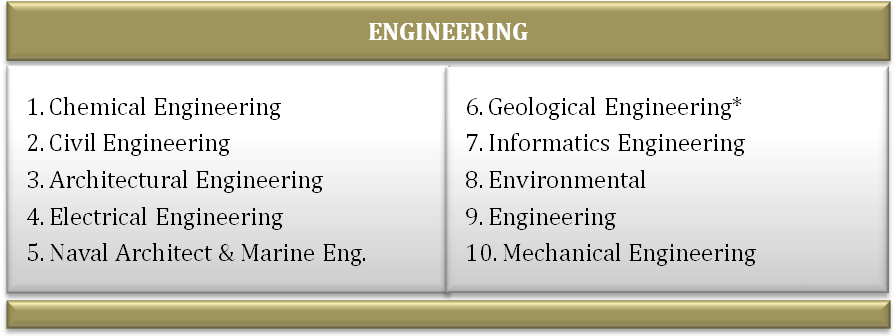 ENGINEERING
1. Chemical Engineering
2. Civil Engineering
3. Architectural Engineering
4. Electrical Engineering
5. Naval Architect & Marine Eng.
6. Geological Engineering*
7. Informatics Engineering
8. Environmental
9. Engineering
10. Mechanical Engineering